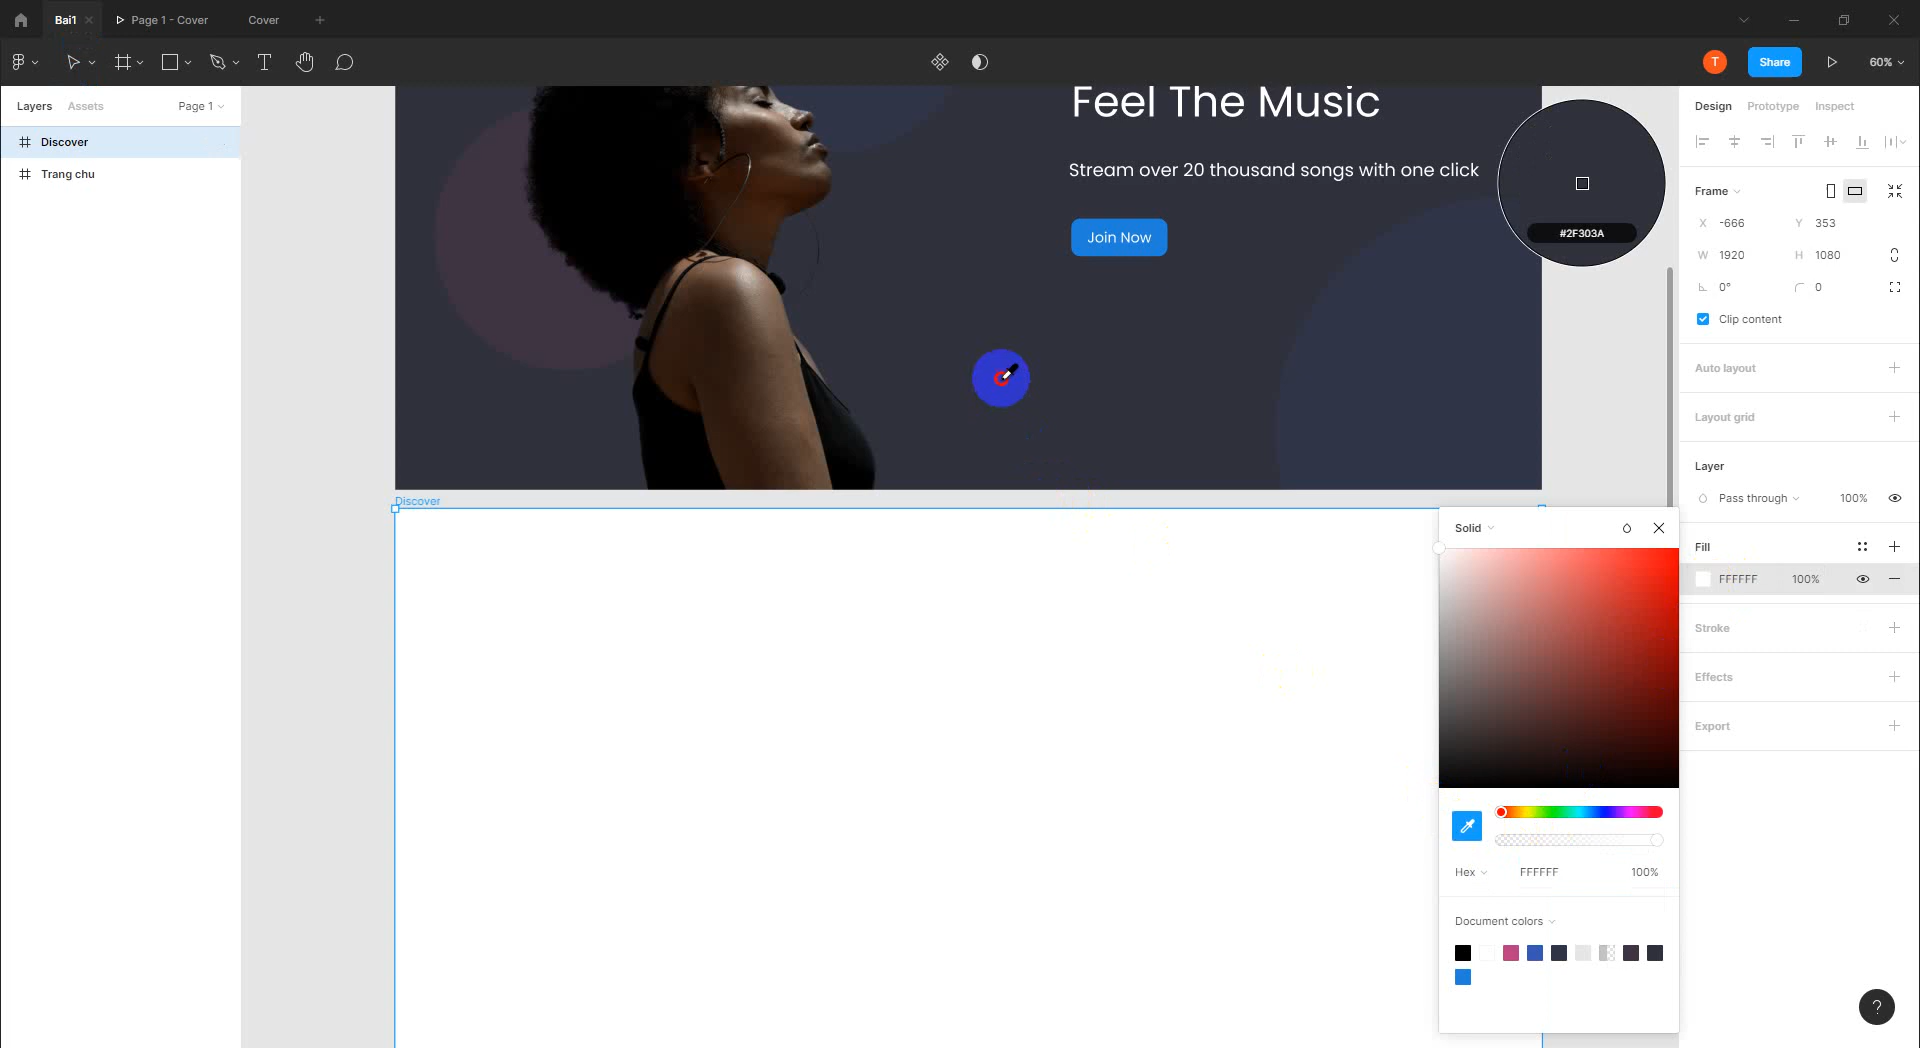 Bai1
Page 1 - Cover
Cover
T
Share
60%
Layers
Assets
Page 1
Discover
Trang chu
Feel The Music
Stream over 20 thousand songs with one click
Join Now
#2F303A
Discover
Design
Prototype
Inspect
Frame
X
-666
Y
353
W
1920
H
1080
0°
0
Clip content
Auto layout
Layout grid
Layer
Pass through
100%
Fill
FFFFFF
100%
Stroke
Effects
Export
Solid
Hex
FFFFFF
100%
Document colors
?